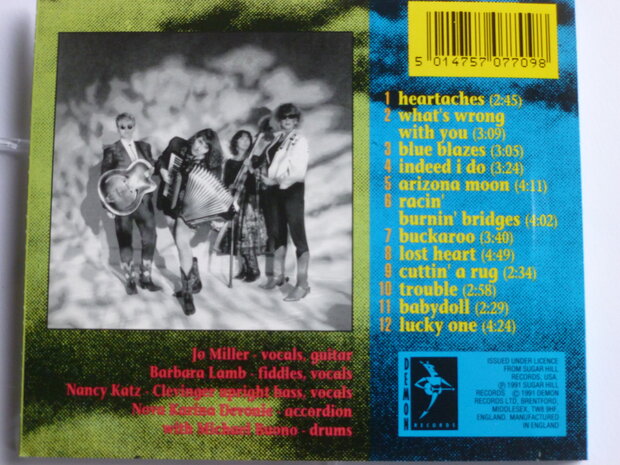 5 014757 077098
1 heartaches (2:45)
2 what's wrong
with you (3:09)
3 blue blazes (3:05)
4 indeed i do (3:24)
5 arizona moon (4:11)
6 racin'
burnin' bridges (4:02)
7 buckaroo (3:40)
8 lost heart (4:49)
9 cuttin' a rug (2:34)
10 trouble (2:58)
11 babydoll (2:29)
12 lucky one (4:24)
Jo Miller - vocals, guitar
Barbara Lamb - fiddles, vocals
Nancy Katz - Clevinger upright bass, vocals
Nova Karina Devonie - accordion
with Michael Buono - drums
DEMON
RECORDS
ISSUED UNDER LICENCE
FROM SUGAR HILL
RECORDS, USA.
℗ 1991 SUGAR HILL
RECORDS © 1991 DEMON
RECORDS LTD, BRENTFORD,
MIDDLESEX, TW8 9HF,
ENGLAND. MANUFACTURED
IN ENGLAND